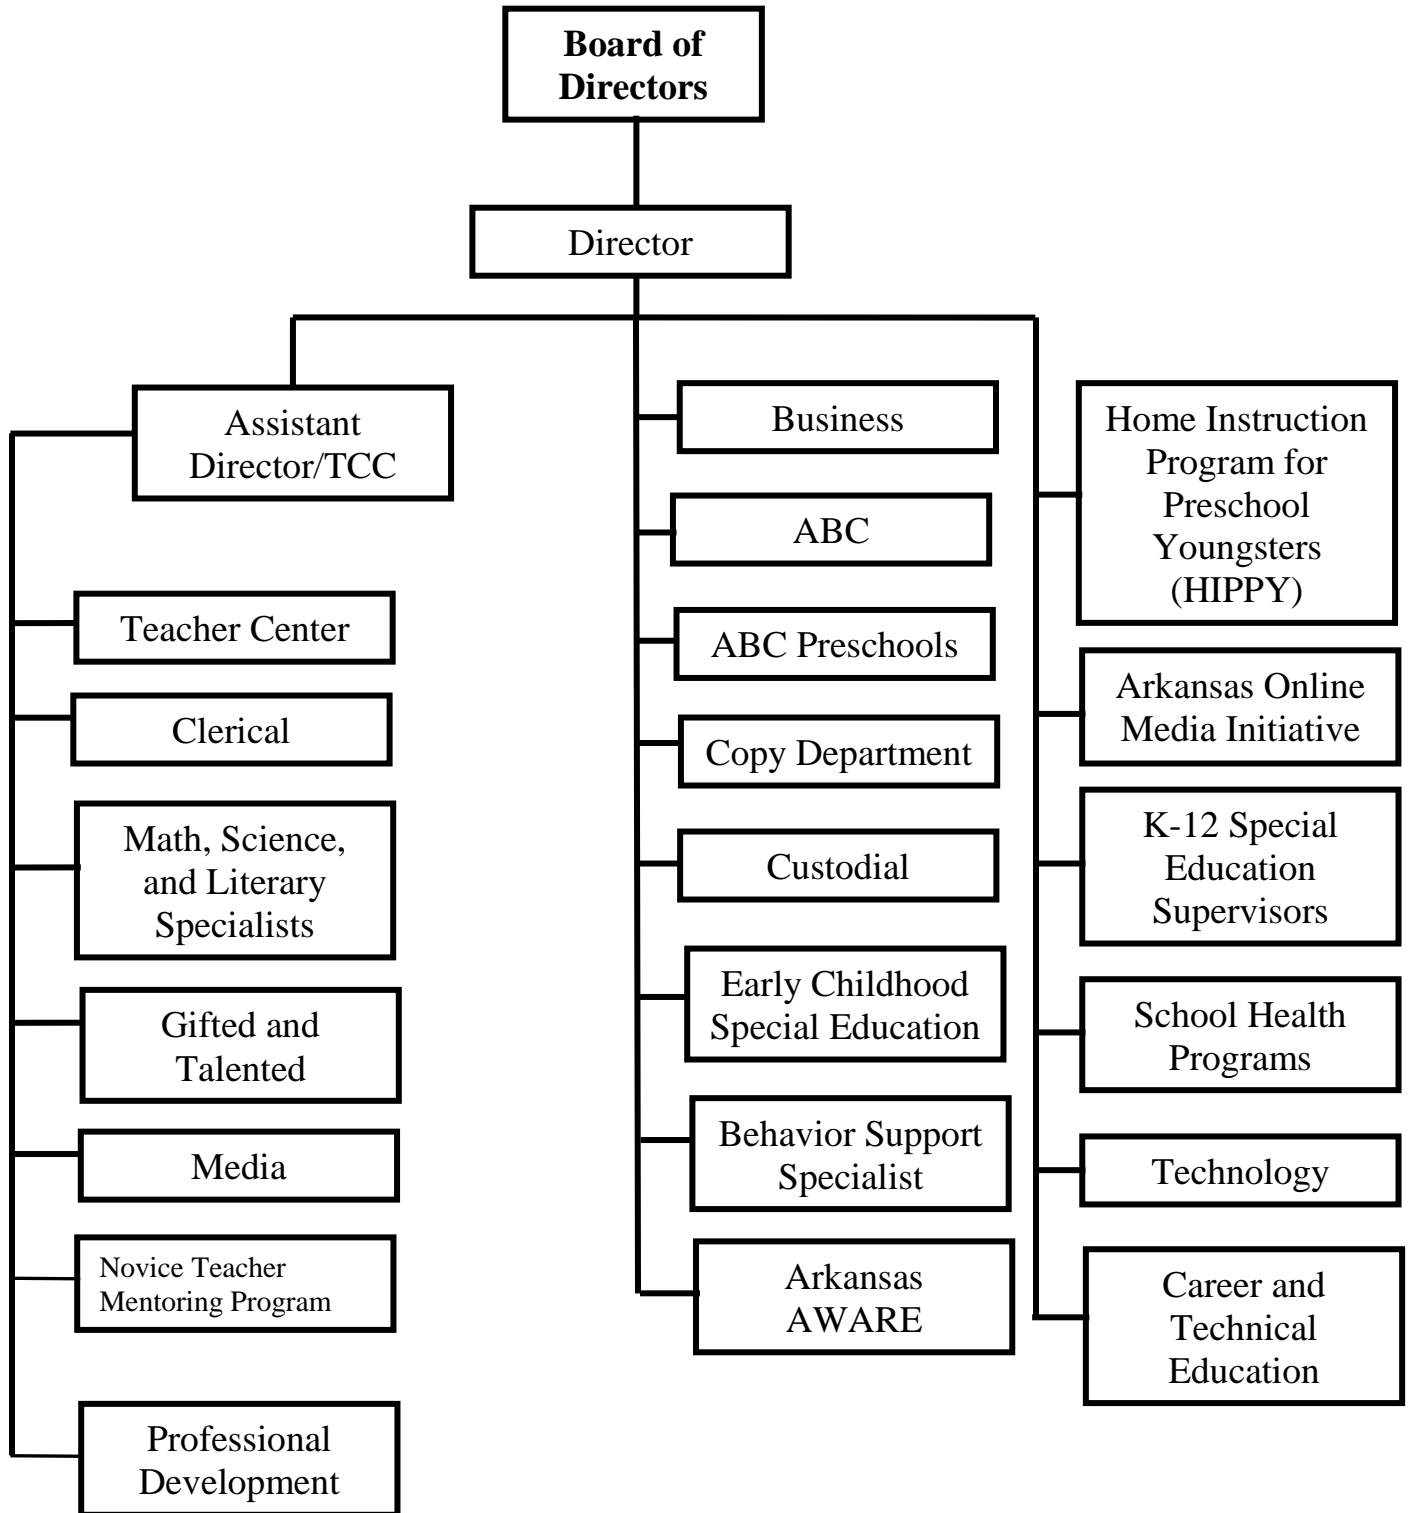 Board of
Directors
Director
Assistant
Director/TCC
Teacher Center
Clerical
Math, Science,
and Literary
Specialists
Gifted and
Talented
Media
Novice Teacher
Mentoring Program
Professional
Development
Business
ABC
ABC Preschools
Copy Department
Custodial
Early Childhood
Special Education
Behavior Support
Specialist
Arkansas
AWARE
Home Instruction
Program for
Preschool
Youngsters
(HIPPY)
Arkansas Online
Media Initiative
K-12 Special
Education
Supervisors
School Health
Programs
Technology
Career and
Technical
Education